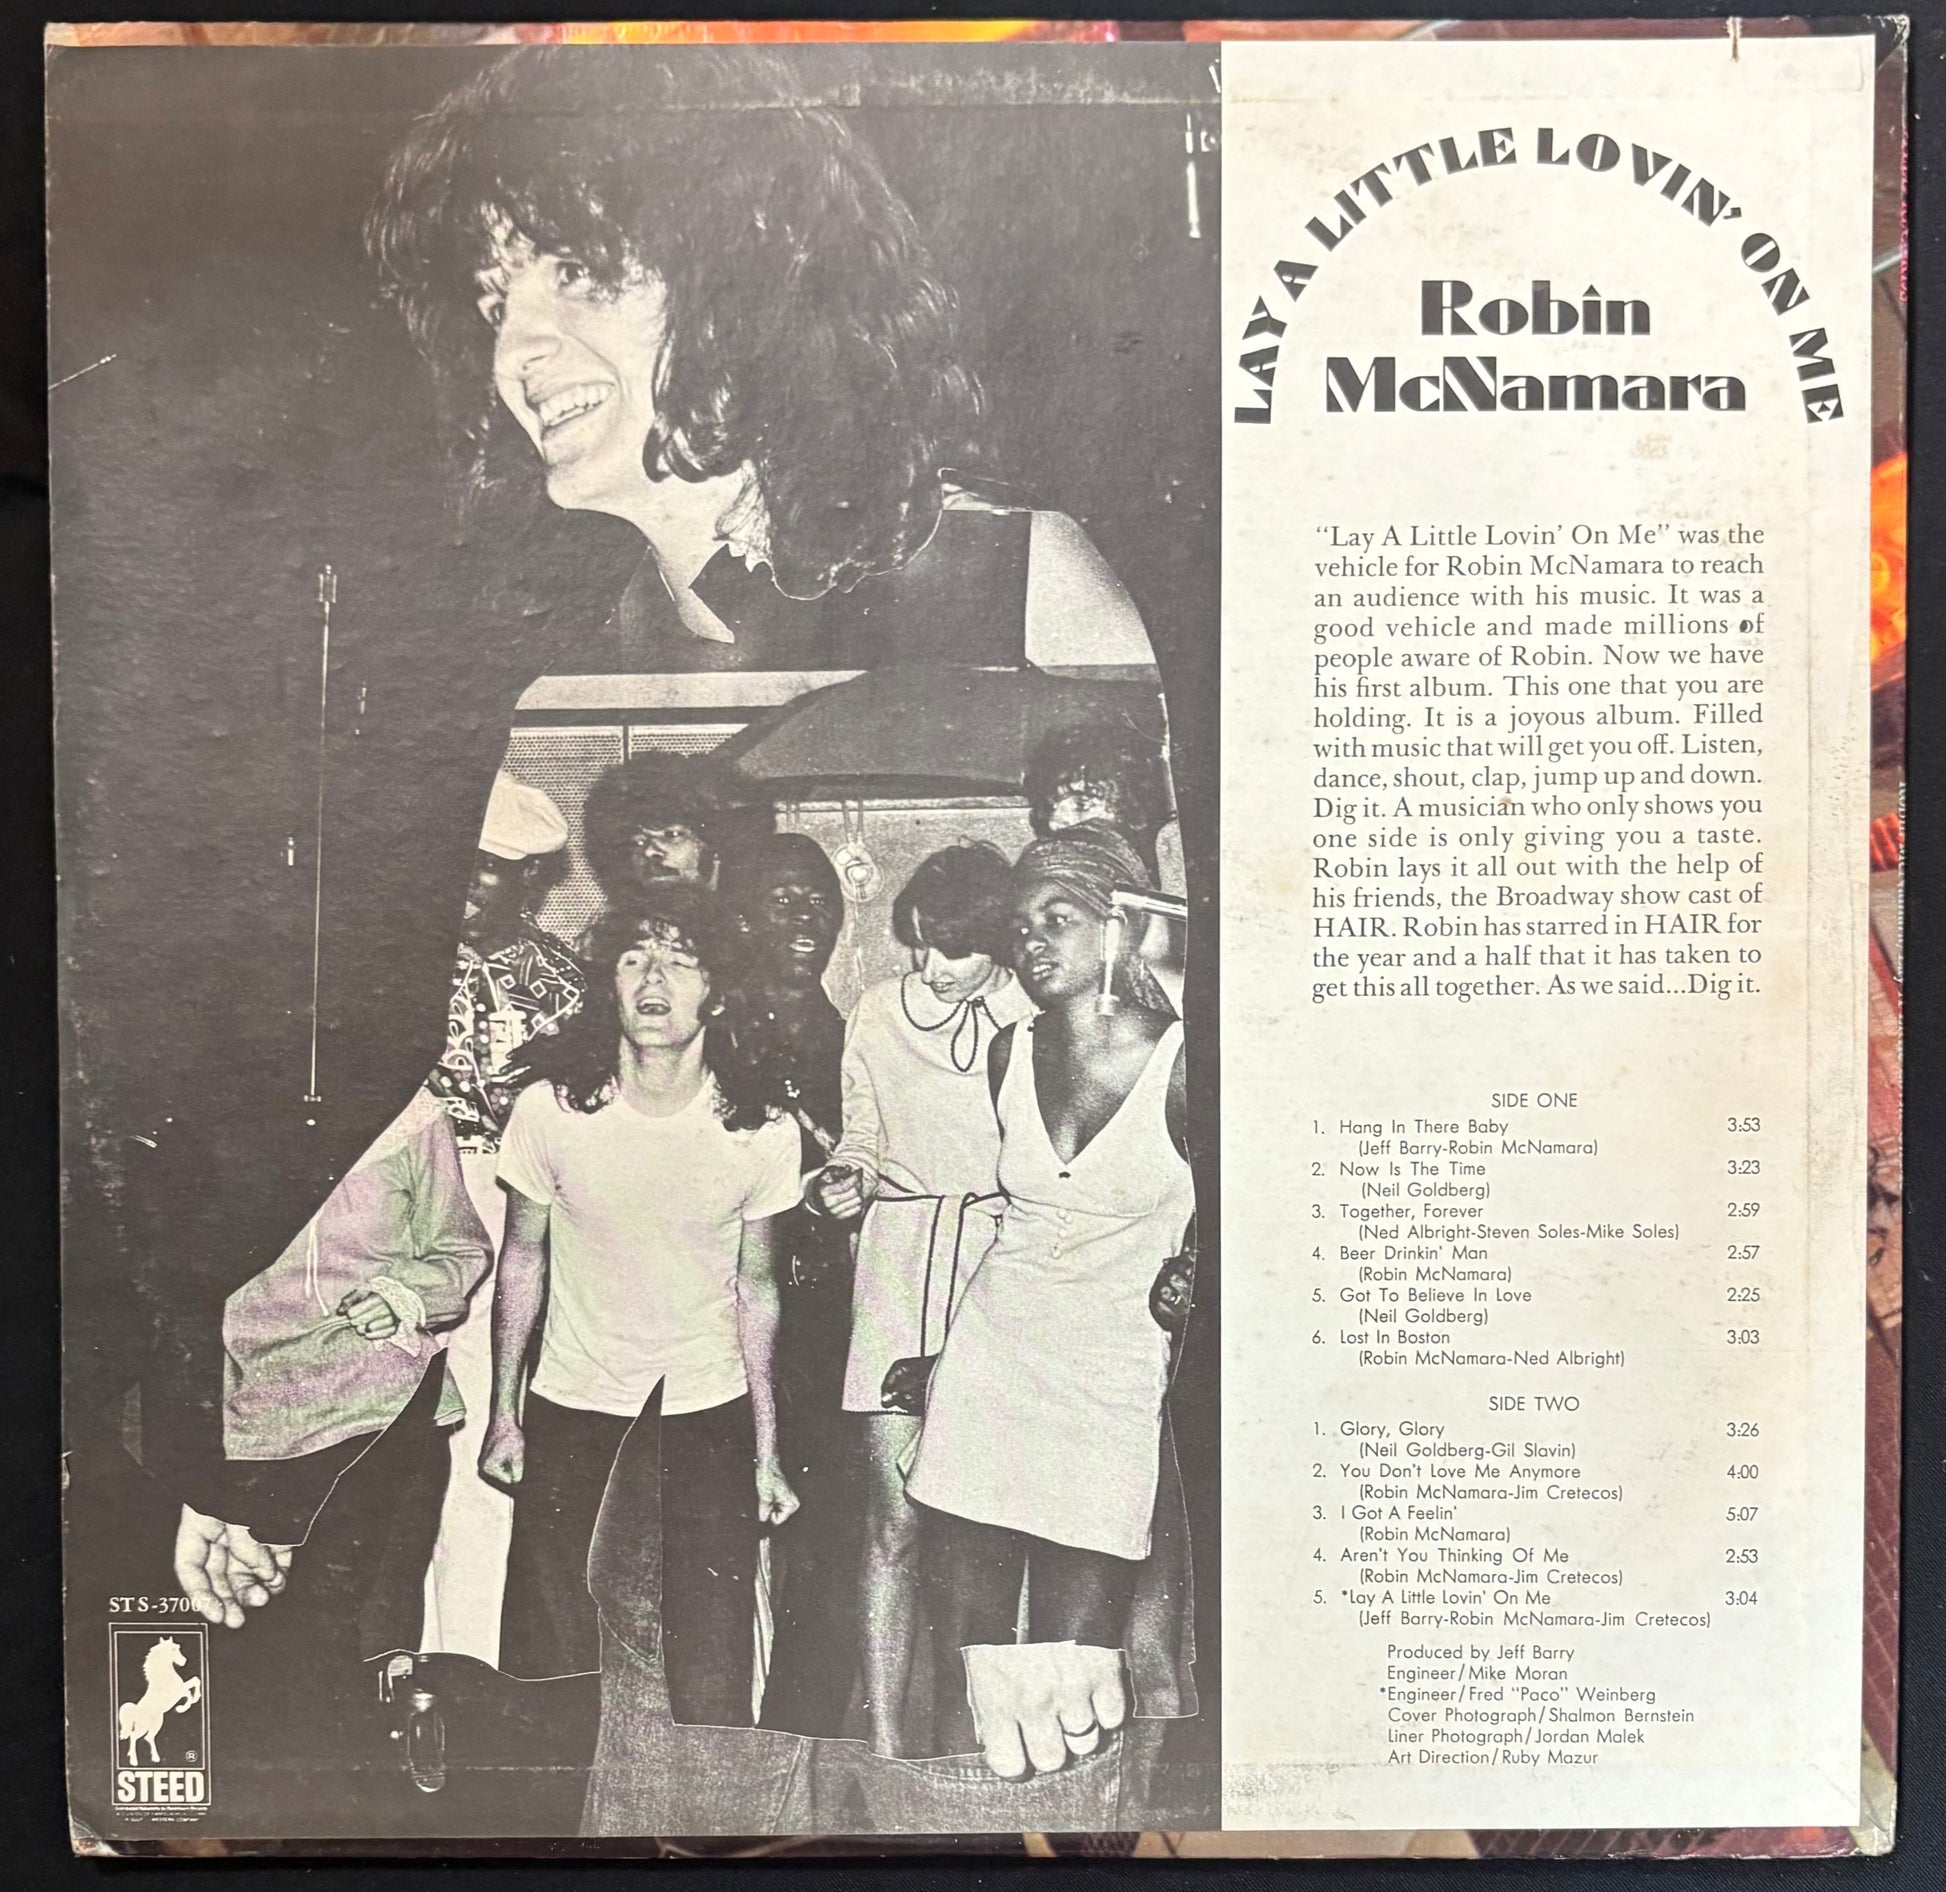 LAY A LITTLE LOVIN' ON ME
Robin
McNamara
"Lay A Little Lovin' On Me" was the
vehicle for Robin McNamara to reach
an audience with his music. It was a
good vehicle and made millions of
people aware of Robin. Now we have
his first album. This one that you are
holding. It is a joyous album. Filled
with music that will get you off. Listen,
dance, shout, clap, jump up and down.
Dig it. A musician who only shows you
one side is only giving you a taste.
Robin lays it all out with the help of
his friends, the Broadway show cast of
HAIR. Robin has starred in HAIR for
the year and a half that it has taken to
get this all together. As we said...Dig it.
SIDE ONE
1. Hang In There Baby 3:53
(Jeff Barry-Robin McNamara)
2. Now Is The Time 3:23
(Neil Goldberg)
3. Together, Forever 2:59
(Ned Albright-Steven Soles-Mike Soles)
4. Beer Drinkin' Man 2:57
(Robin McNamara)
5. Got To Believe In Love 2:25
(Neil Goldberg)
6. Lost In Boston 3:03
(Robin McNamara-Ned Albright)
SIDE TWO
1. Glory, Glory 3:26
(Neil Goldberg-Gil Slavin)
2. You Don't Love Me Anymore 4:00
(Robin McNamara-Jim Cretecos)
3. I Got A Feelin' 5:07
(Robin McNamara)
4. Aren't You Thinking Of Me 2:53
(Robin McNamara-Jim Cretecos)
5. *Lay A Little Lovin' On Me 3:04
(Jeff Barry-Robin McNamara-Jim Cretecos)
Produced by Jeff Barry
Engineer/Mike Moran
*Engineer/Fred "Paco" Weinberg
Cover Photograph/Shalmon Bernstein
Liner Photograph/Jordan Malek
Art Direction/Ruby Mazur
STS-37007
®
STEED